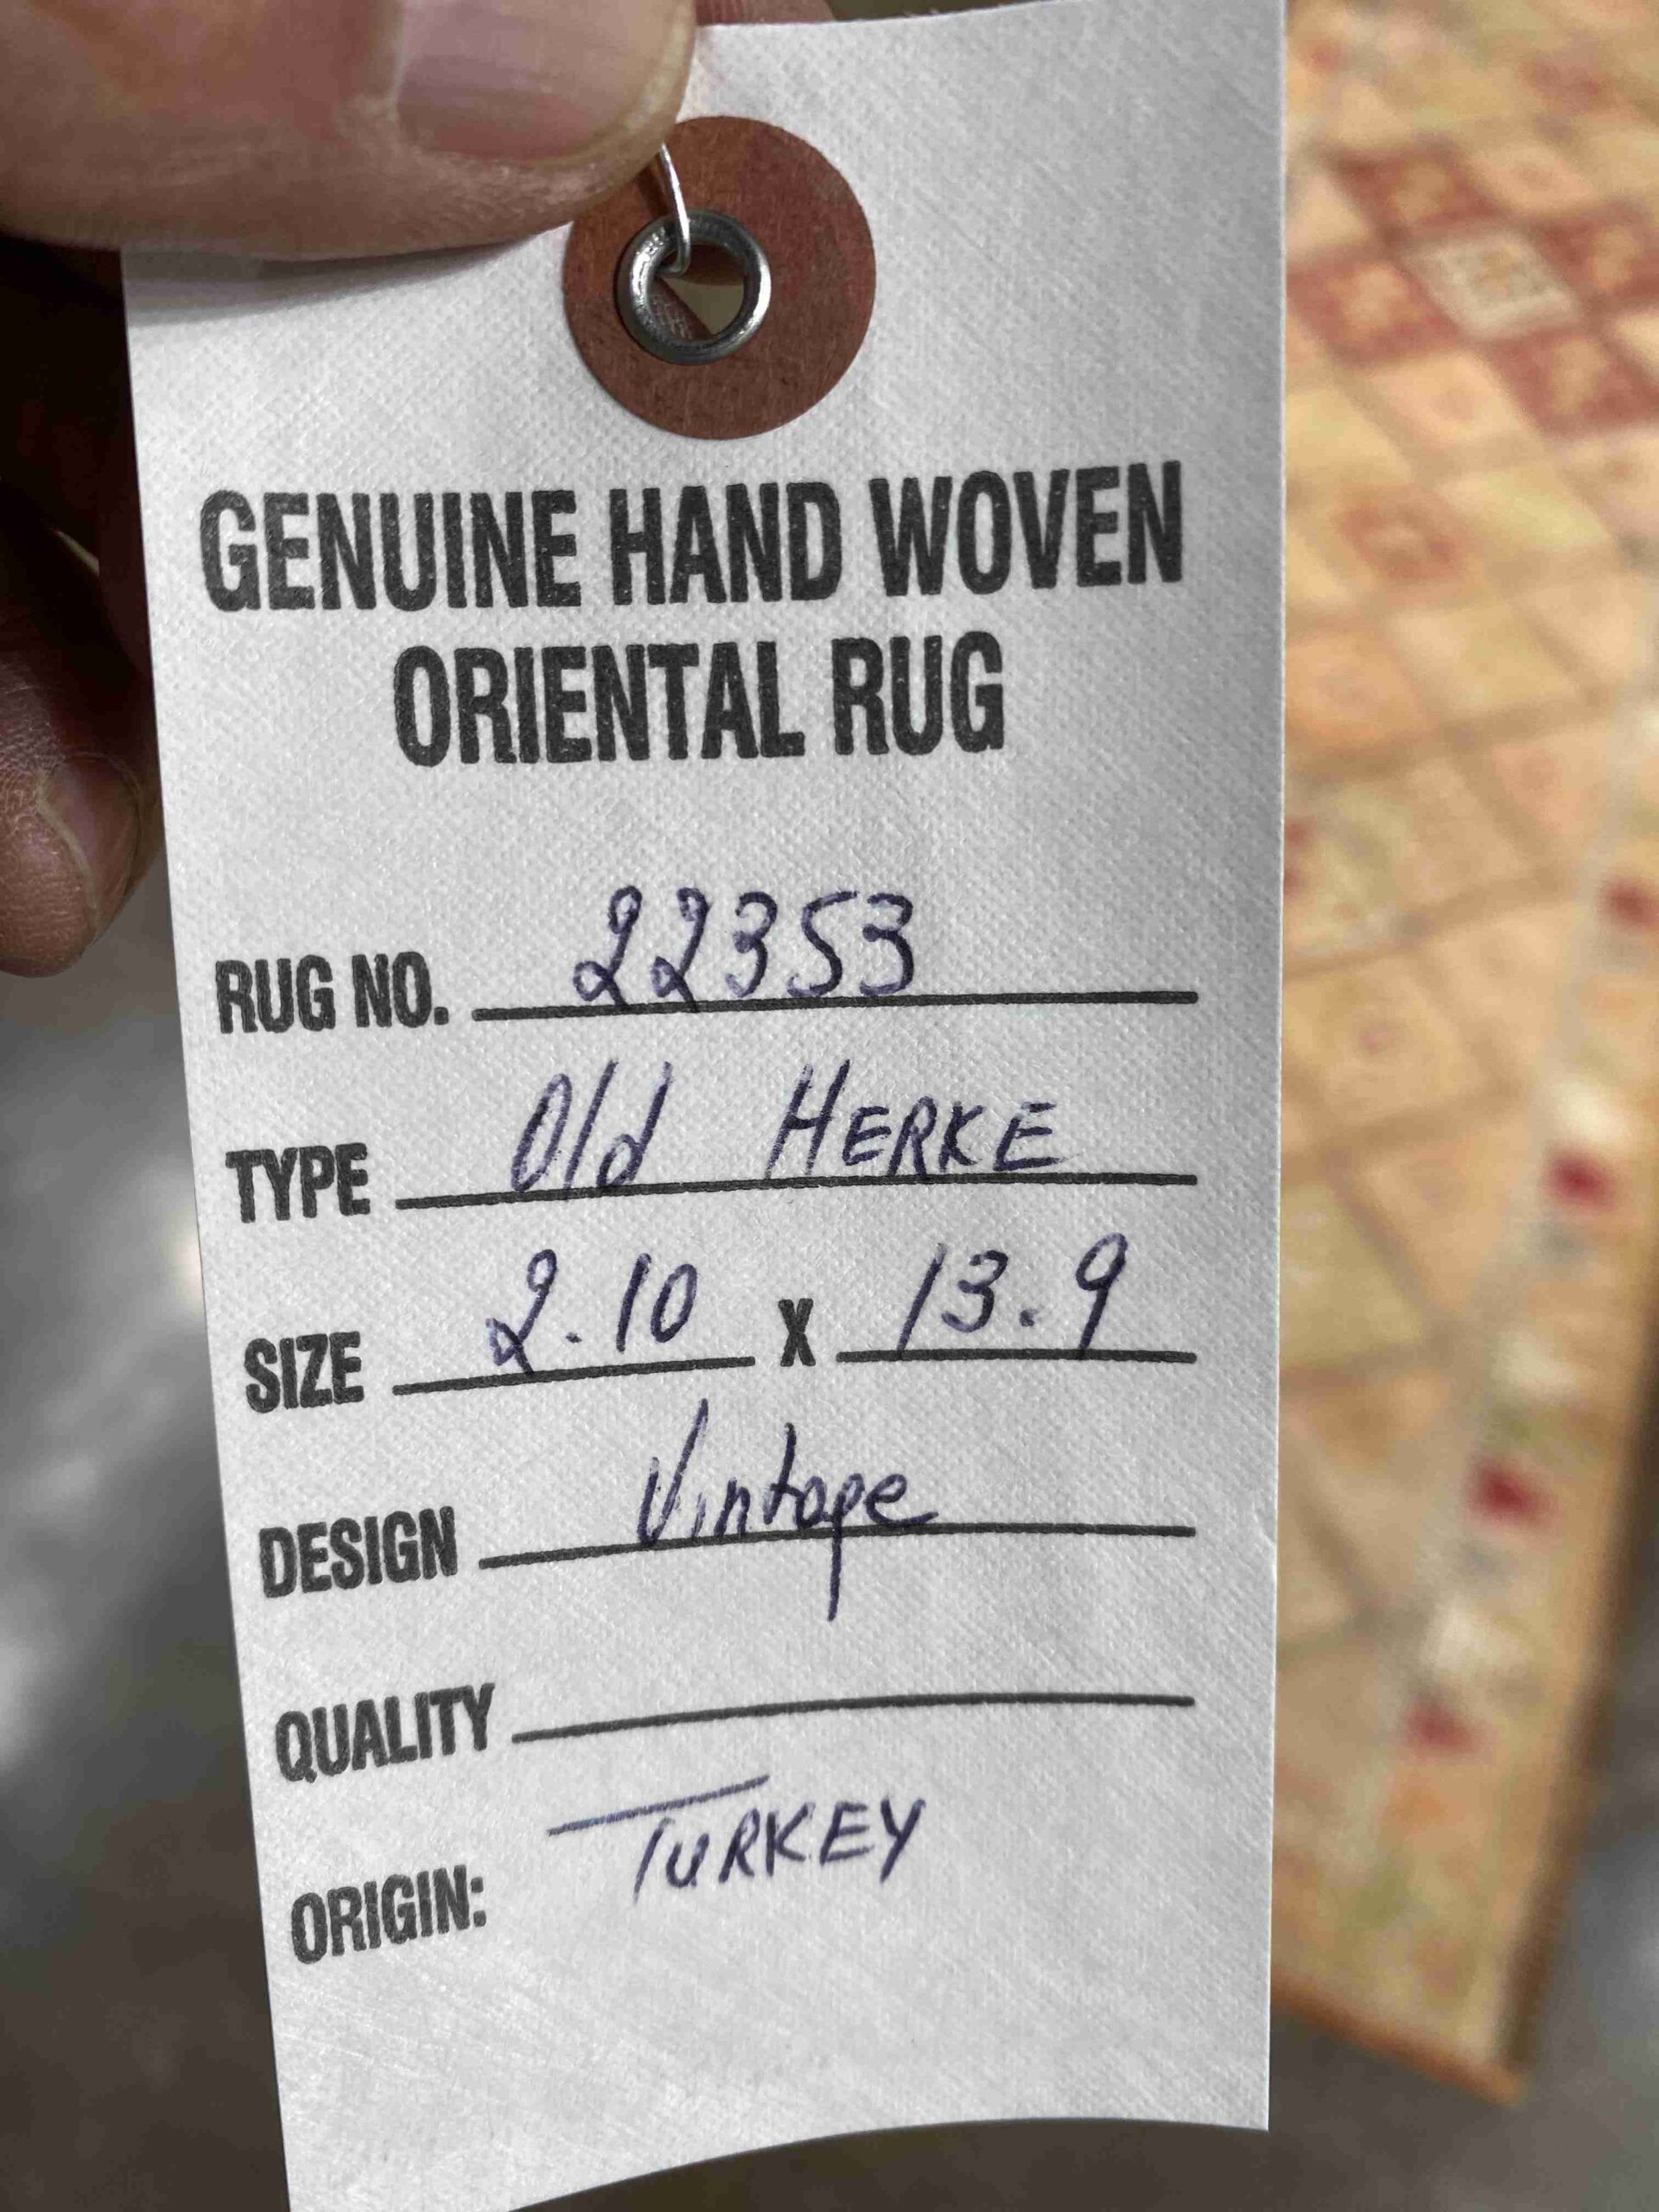 GENUINE HAND WOVEN
ORIENTAL RUG
RUG NO. 22353
TYPE Old HERKE
SIZE 2.10 X 13.9
DESIGN Vintage
QUALITY
ORIGIN: TURKEY